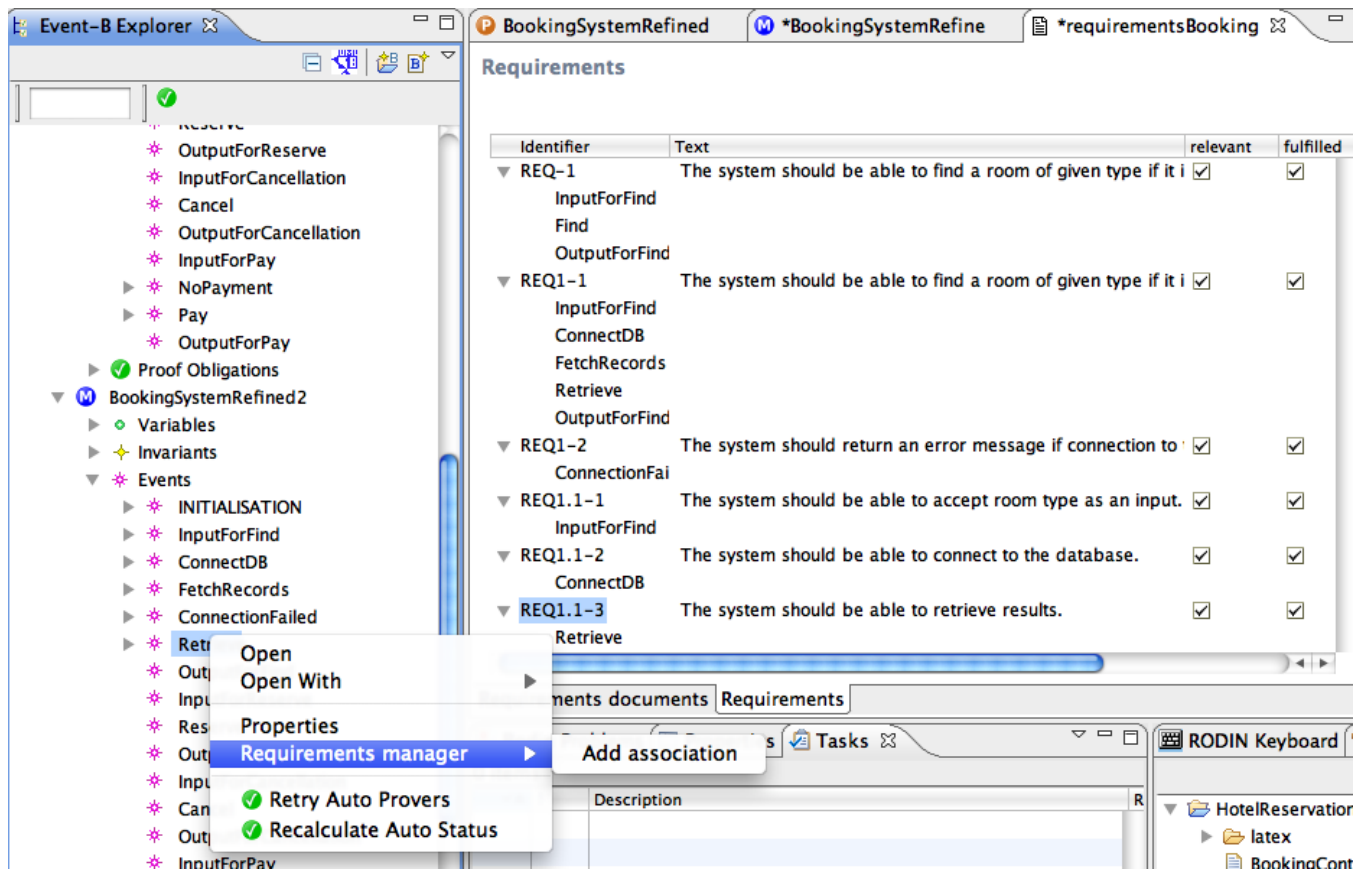 Event-B Explorer
BookingSystemRefined
*BookingSystemRefine
*requirementsBooking
Requirements
Reserve
OutputForReserve
InputForCancellation
Cancel
OutputForCancellation
InputForPay
NoPayment
Pay
OutputForPay
Proof Obligations
BookingSystemRefined2
Variables
Invariants
Events
INITIALISATION
InputForFind
ConnectDB
FetchRecords
ConnectionFailed
Retr
Outp
Inpu
Rese
Outp
Inpu
Can
Outp
InputForPay
Open
Open With
Properties
Requirements manager
Add association
Retry Auto Provers
Recalculate Auto Status
Identifier Text relevant fulfilled
REQ-1 The system should be able to find a room of given type if it i
InputForFind
Find
OutputForFind
REQ1-1 The system should be able to find a room of given type if it i
InputForFind
ConnectDB
FetchRecords
Retrieve
OutputForFind
REQ1-2 The system should return an error message if connection to
ConnectionFai
REQ1.1-1 The system should be able to accept room type as an input.
InputForFind
REQ1.1-2 The system should be able to connect to the database.
ConnectDB
REQ1.1-3 The system should be able to retrieve results.
Retrieve
ments documents Requirements
s Tasks
Description R
RODIN Keyboard
HotelReservation
latex
BookingCont